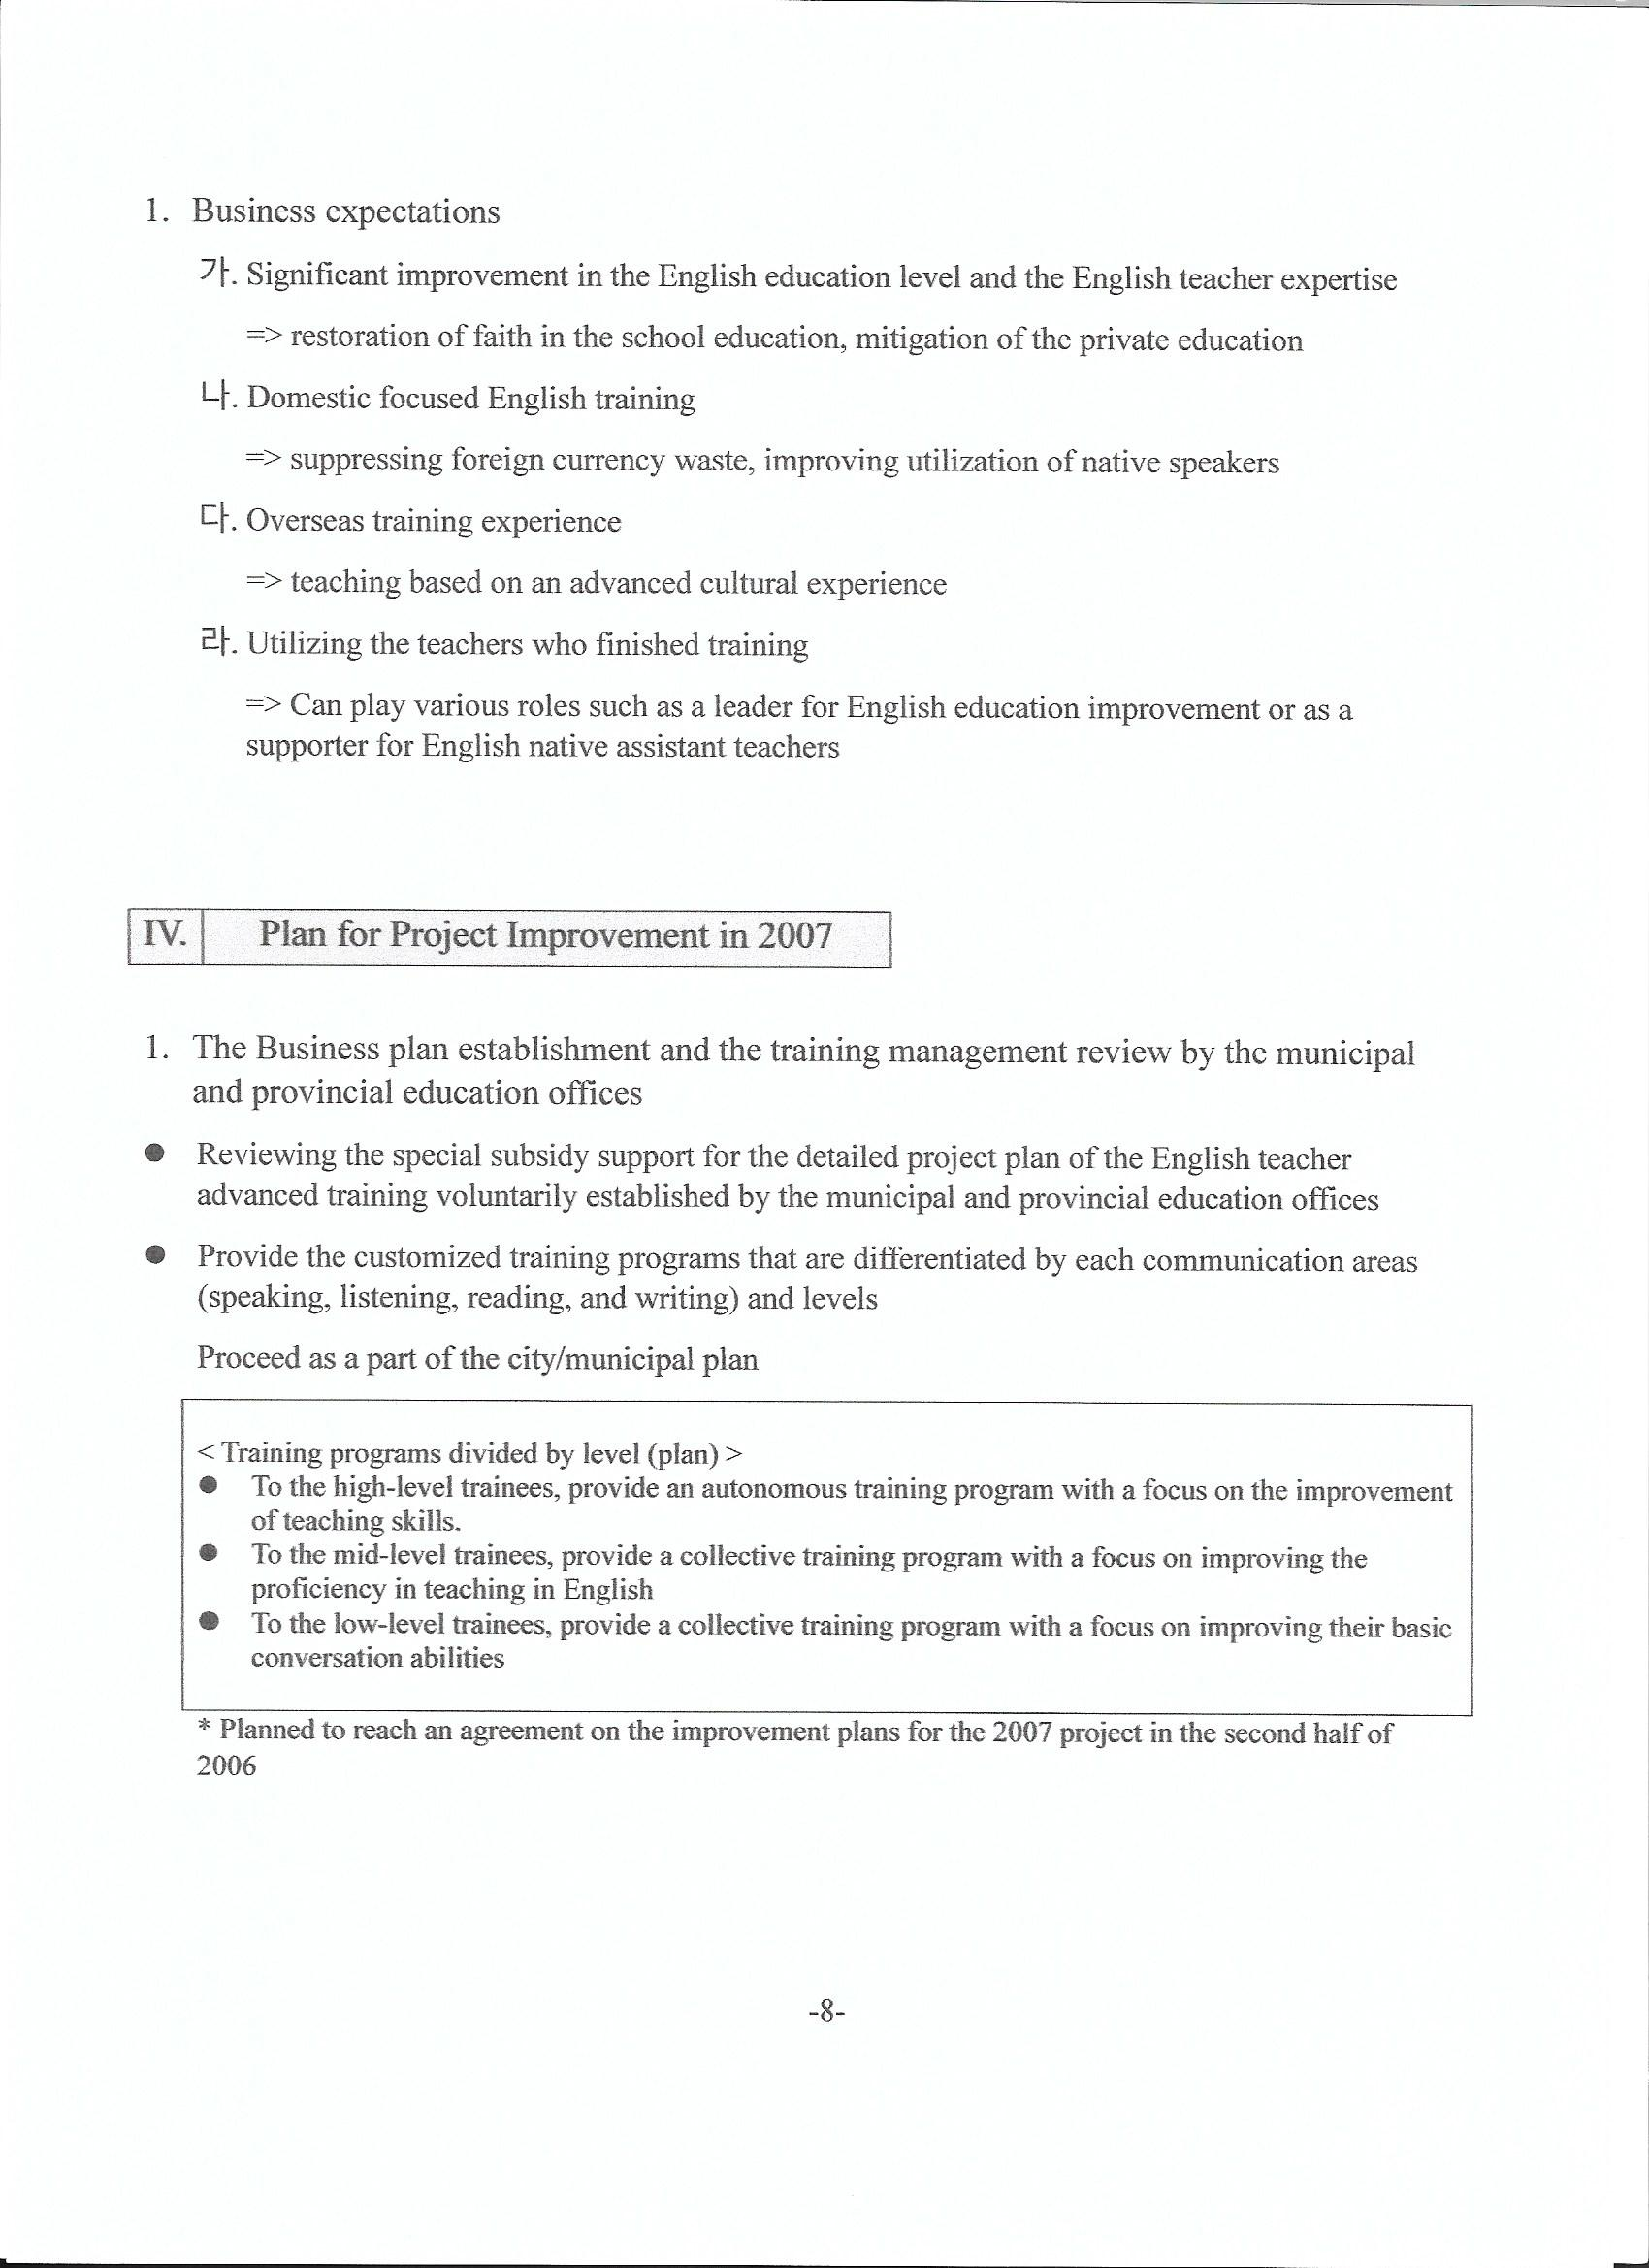 1. Business expectations
가. Significant improvement in the English education level and the English teacher expertise
=> restoration of faith in the school education, mitigation of the private education
나. Domestic focused English training
=> suppressing foreign currency waste, improving utilization of native speakers
다. Overseas training experience
=> teaching based on an advanced cultural experience
라. Utilizing the teachers who finished training
=> Can play various roles such as a leader for English education improvement or as a
supporter for English native assistant teachers
IV. Plan for Project Improvement in 2007
1. The Business plan establishment and the training management review by the municipal
and provincial education offices
● Reviewing the special subsidy support for the detailed project plan of the English teacher
advanced training voluntarily established by the municipal and provincial education offices
● Provide the customized training programs that are differentiated by each communication areas
(speaking, listening, reading, and writing) and levels
Proceed as a part of the city/municipal plan
< Training programs divided by level (plan) >
● To the high-level trainees, provide an autonomous training program with a focus on the improvement
of teaching skills.
● To the mid-level trainees, provide a collective training program with a focus on improving the
proficiency in teaching in English
● To the low-level trainees, provide a collective training program with a focus on improving their basic
conversation abilities
* Planned to reach an agreement on the improvement plans for the 2007 project in the second half of
2006
-8-